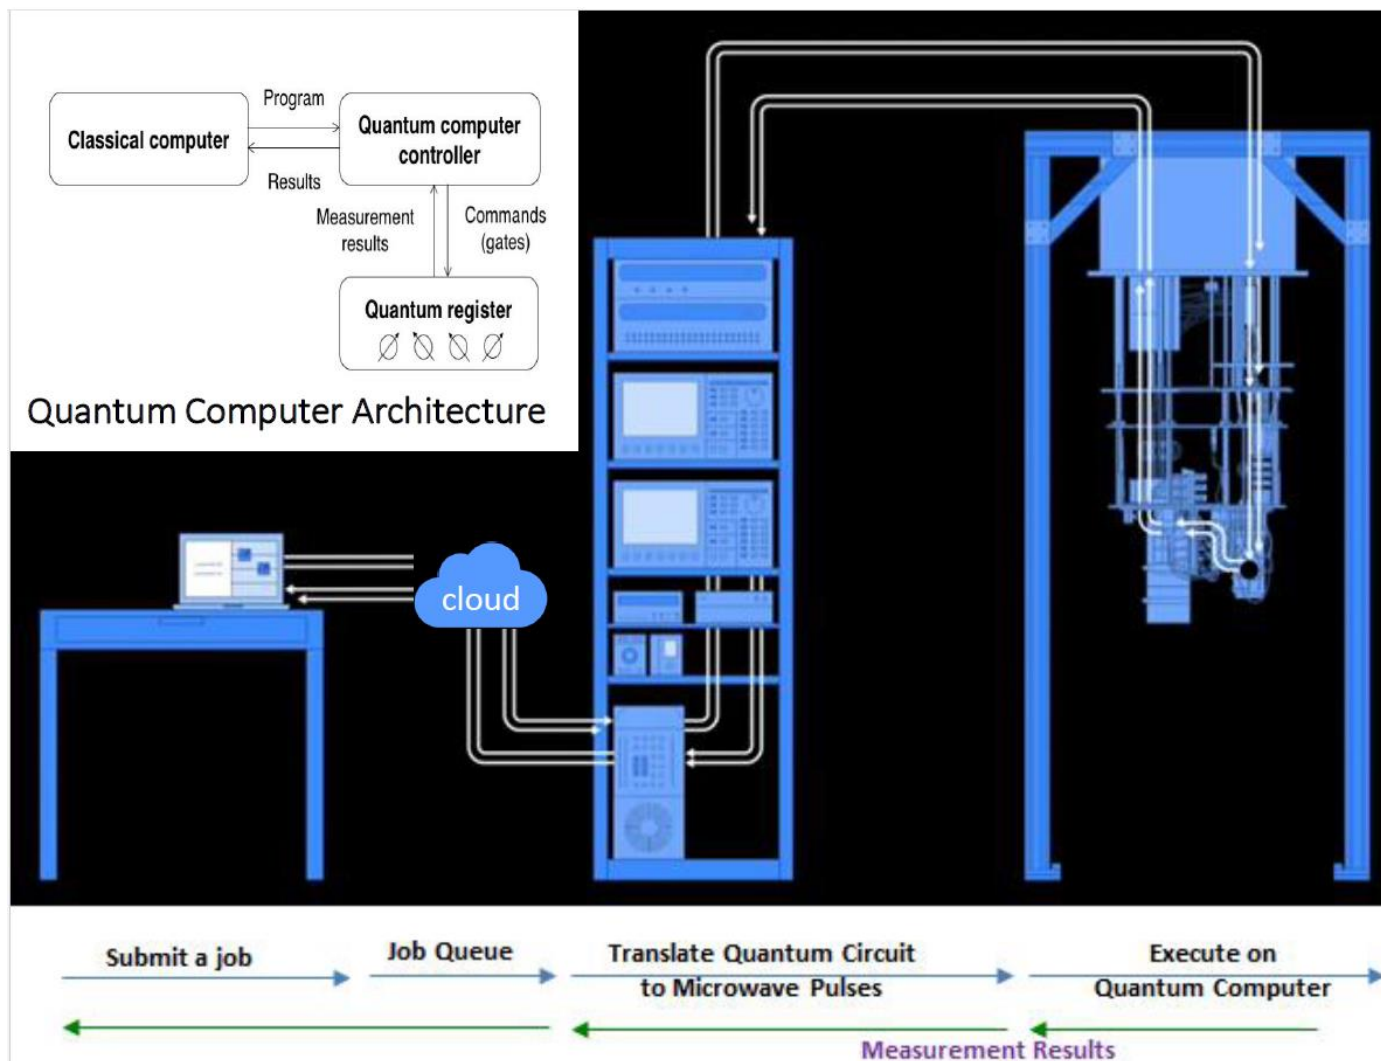 Program
Classical computer
Quantum computer
controller
Results
Measurement
results
Commands
(gates)
Quantum register
Quantum Computer Architecture
cloud
Submit a job
Job Queue
Translate Quantum Circuit
to Microwave Pulses
Execute on
Quantum Computer
Measurement Results